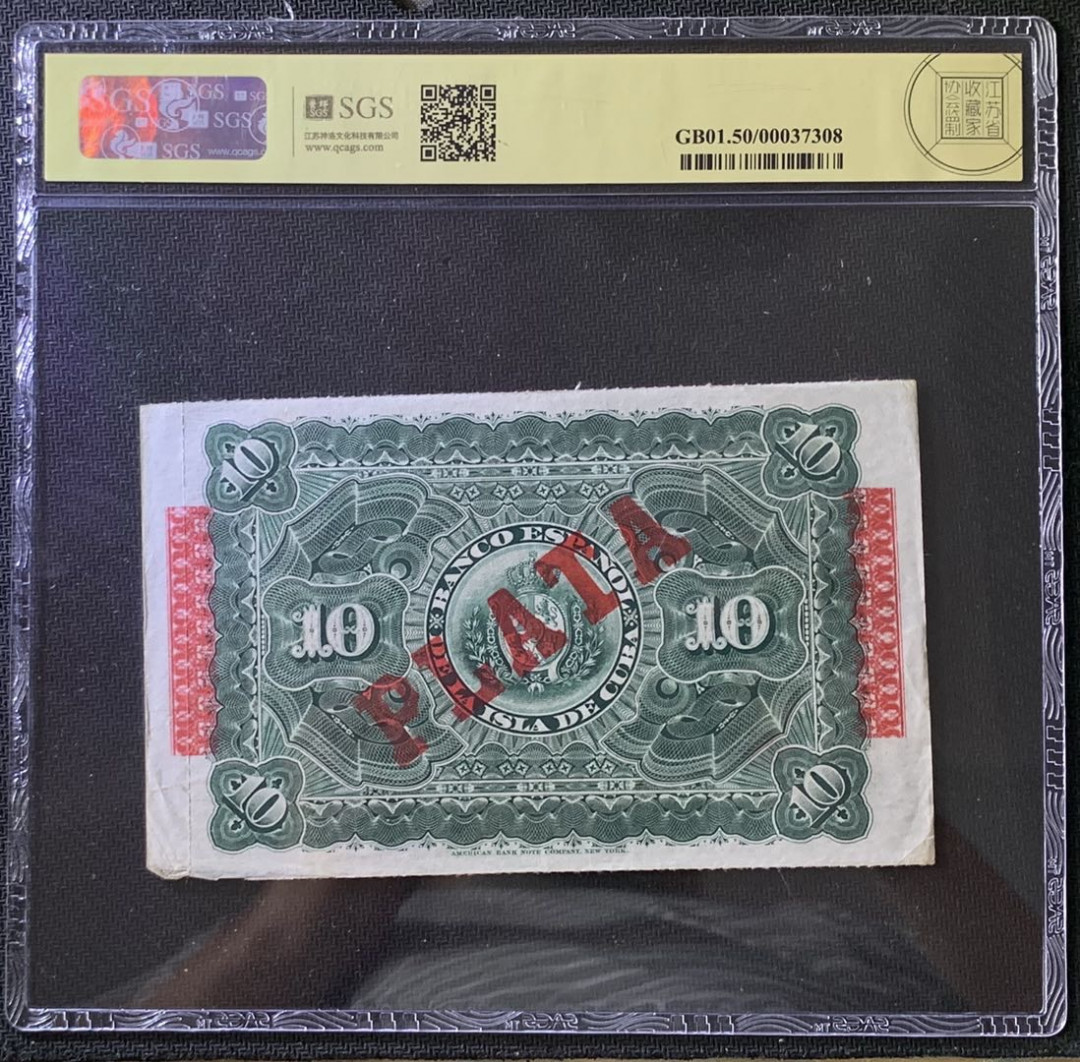 SGS
江苏神洛文化科技有限公司
www.qcags.com
GB01.50/00037308
江苏省
收藏家
协会监制
SGS
SGS
SGS
www.qcags.c
10
10
BANCO ESPAÑOL
10
10
PLATA
DE LA ISLA DE CUBA
10
10
AMERICAN BANK NOTE COMPANY, NEW YORK.